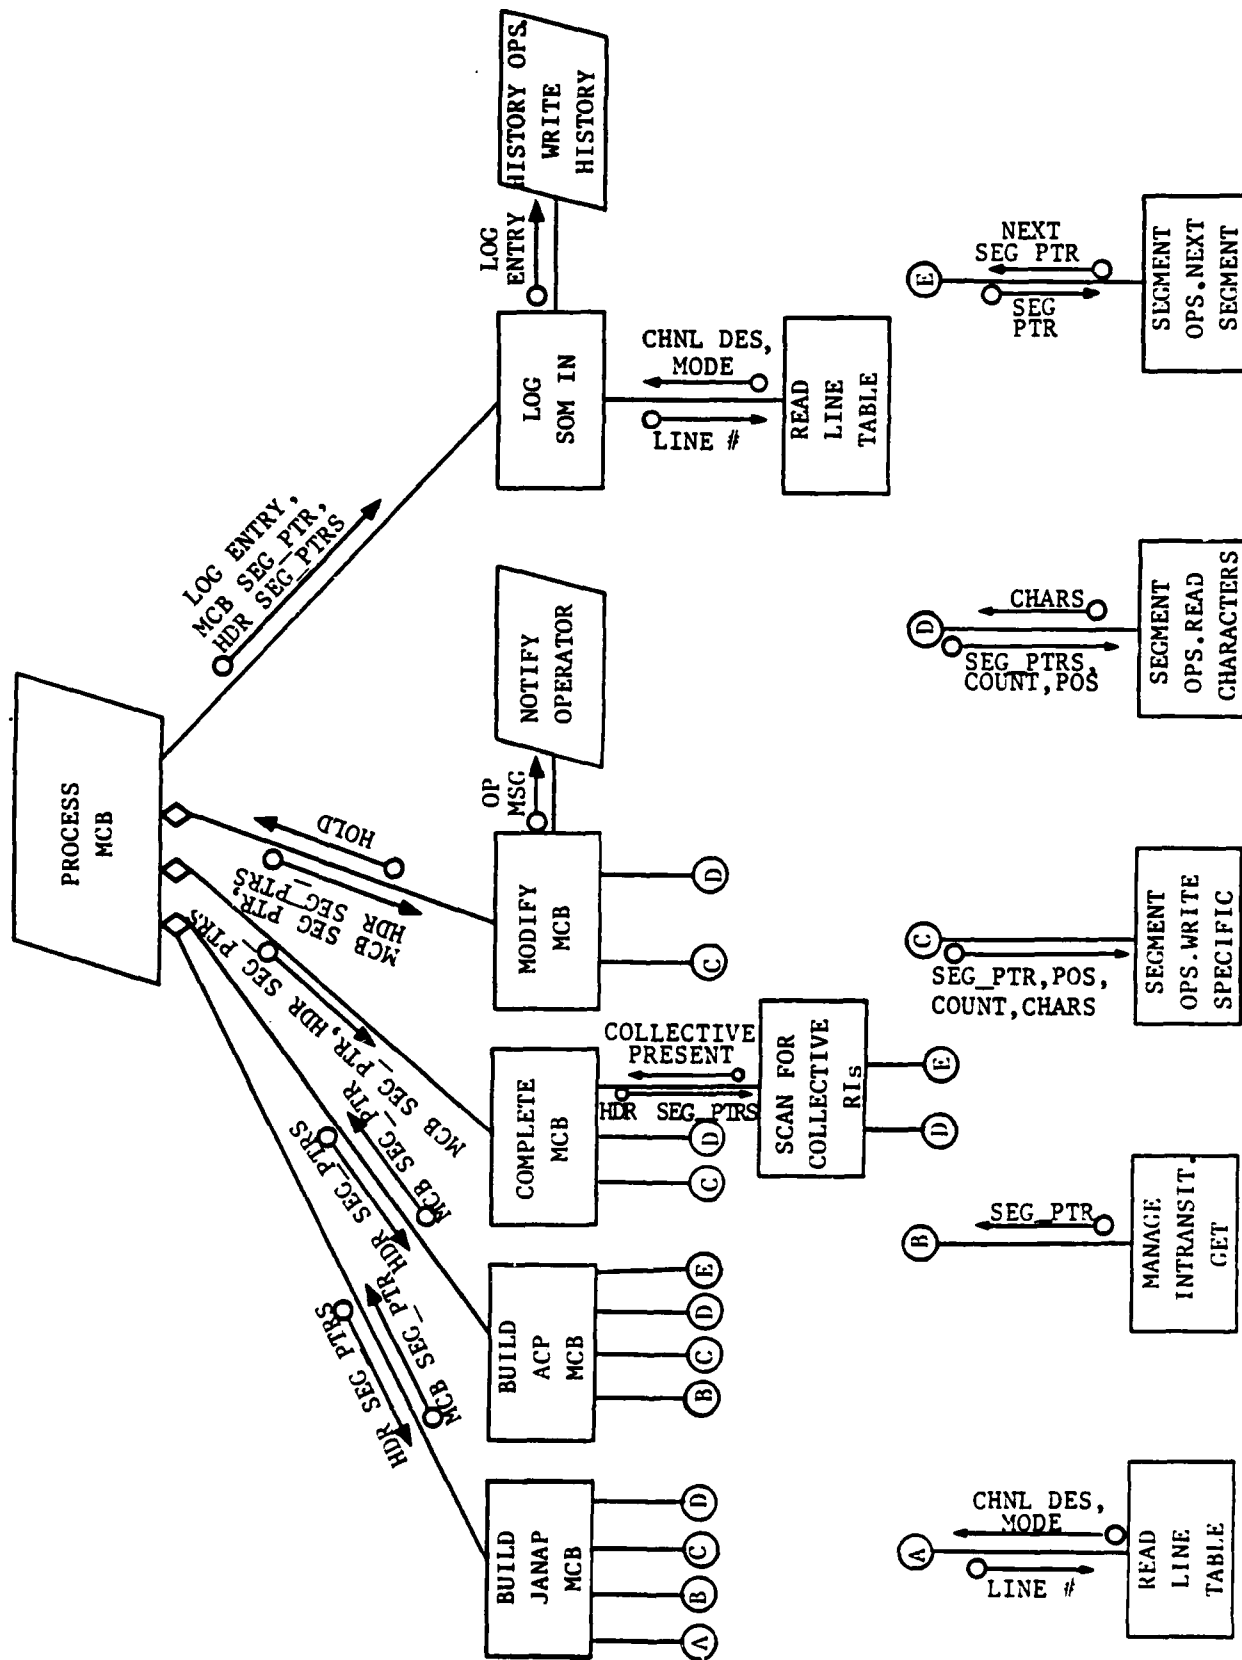 PROCESS
MCB
HDR SEG PTRS
MCB SEG_PTR
HDR SEG_PTRS
MCB SEG_PTR
MCB SEG_PTR, HDR SEG_PTRS
MCB SEG PTR,
HDR SEG_PTRS
HOLD
LOG ENTRY,
MCB SEG_PTR,
HDR SEG_PTRS
BUILD
JANAP
MCB
A
B
C
D
BUILD
ACP
MCB
B
C
D
E
COMPLETE
MCB
C
D
HDR SEG_PTRS
COLLECTIVE
PRESENT
SCAN FOR
COLLECTIVE
RIs
D
E
MODIFY
MCB
C
D
OP
MSG
NOTIFY
OPERATOR
LOG
SOM IN
LOG
ENTRY
HISTORY OPS.
WRITE
HISTORY
LINE #
CHNL DES,
MODE
READ
LINE
TABLE
A
LINE #
CHNL DES,
MODE
READ
LINE
TABLE
B
SEG_PTR
MANAGE
INTRANSIT.
GET
C
SEG_PTR,POS,
COUNT,CHARS
SEGMENT
OPS.WRITE
SPECIFIC
D
SEG_PTRS,
COUNT,POS
CHARS
SEGMENT
OPS.READ
CHARACTERS
E
SEG
PTR
NEXT
SEG PTR
SEGMENT
OPS.NEXT
SEGMENT